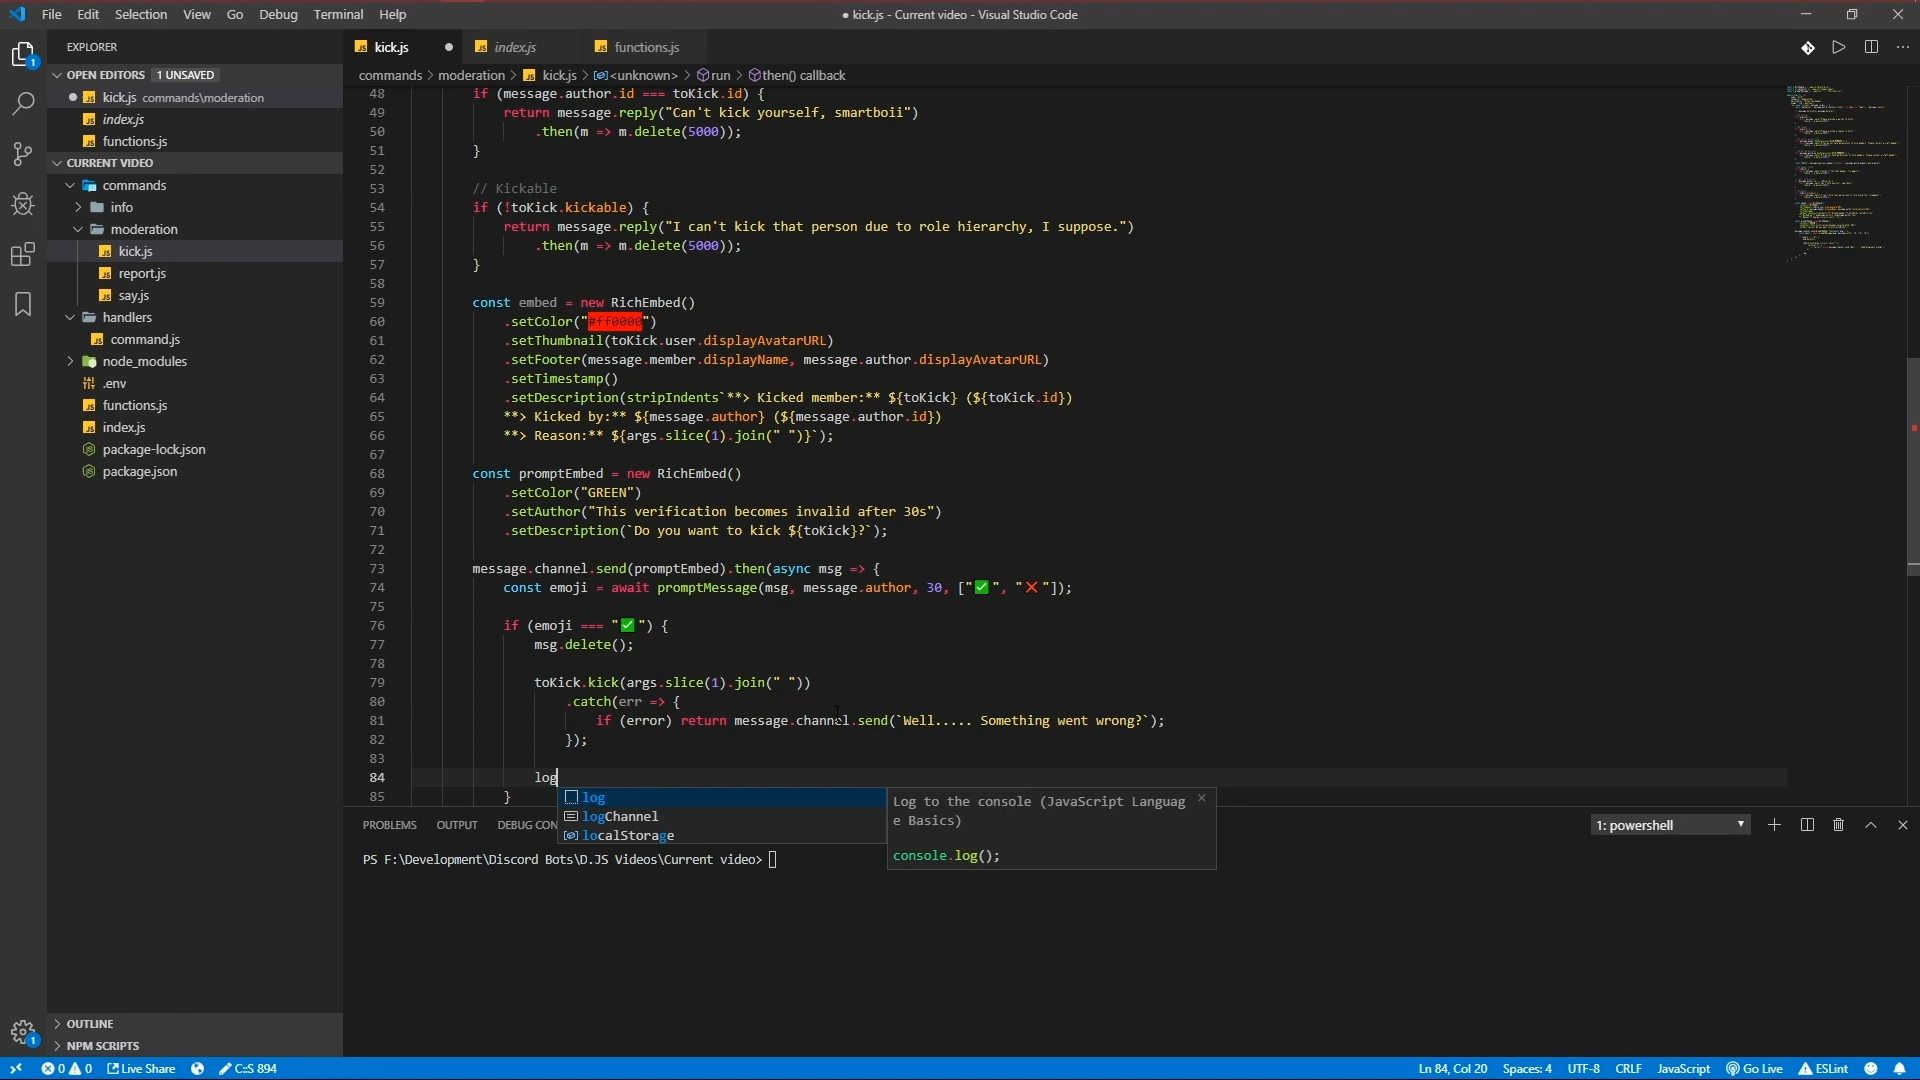 File Edit Selection View Go Debug Terminal Help
● kick.js - Current video - Visual Studio Code
EXPLORER
OPEN EDITORS 1 UNSAVED
kick.js commands\moderation
index.js
functions.js
CURRENT VIDEO
commands
info
moderation
kick.js
report.js
say.js
handlers
command.js
node_modules
.env
functions.js
index.js
package-lock.json
package.json
OUTLINE
NPM SCRIPTS
1
1
kick.js index.js functions.js
commands > moderation > kick.js > <unknown> > run > then() callback
48 if (message.author.id === toKick.id) {
49 return message.reply("Can't kick yourself, smartboii")
50 .then(m => m.delete(5000));
51 }
52
53 // Kickable
54 if (!toKick.kickable) {
55 return message.reply("I can't kick that person due to role hierarchy, I suppose.")
56 .then(m => m.delete(5000));
57 }
58
59 const embed = new RichEmbed()
60 .setColor("#ff0000")
61 .setThumbnail(toKick.user.displayAvatarURL)
62 .setFooter(message.member.displayName, message.author.displayAvatarURL)
63 .setTimestamp()
64 .setDescription(stripIndents`**> Kicked member:** ${toKick} (${toKick.id})
65 **> Kicked by:** ${message.author} (${message.author.id})
66 **> Reason:** ${args.slice(1).join(" ")}`);
67
68 const promptEmbed = new RichEmbed()
69 .setColor("GREEN")
70 .setAuthor("This verification becomes invalid after 30s")
71 .setDescription(`Do you want to kick ${toKick}?`);
72
73 message.channel.send(promptEmbed).then(async msg => {
74 const emoji = await promptMessage(msg, message.author, 30, ["✅", "❌"]);
75
76 if (emoji === "✅") {
77 msg.delete();
78
79 toKick.kick(args.slice(1).join(" "))
80 .catch(err => {
81 if (error) return message.channel.send(`Well..... Something went wrong?`);
82 });
83
84 log
85 }
log
logChannel
localStorage
Log to the console (JavaScript Languag
e Basics)
console.log();
PROBLEMS OUTPUT DEBUG CON
1: powershell
PS F:\Development\Discord Bots\D.JS Videos\Current video>
0 0 Live Share C:S 894
Ln 84, Col 20 Spaces: 4 UTF-8 CRLF JavaScript Go Live ESLint